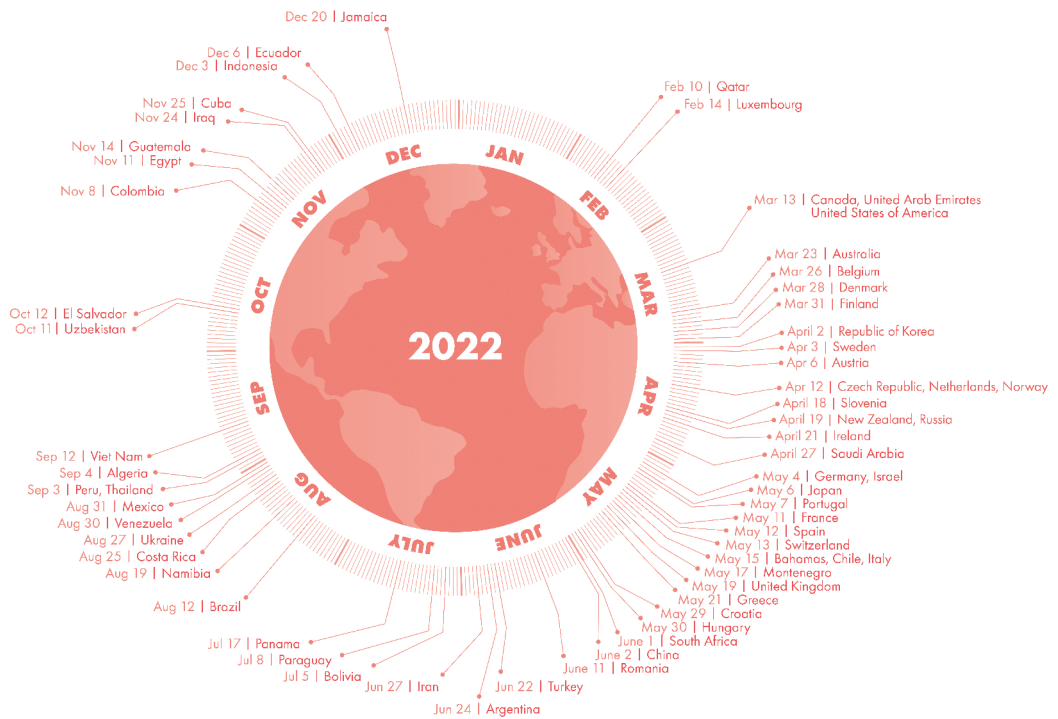 Dec 20 | Jamaica
Dec 6 | Ecuador
Dec 3 | Indonesia
Nov 25 | Cuba
Nov 24 | Iraq
Nov 14 | Guatemala
Nov 11 | Egypt
Nov 8 | Colombia
Oct 12 | El Salvador
Oct 11 | Uzbekistan
Sep 12 | Viet Nam
Sep 4 | Algeria
Sep 3 | Peru, Thailand
Aug 31 | Mexico
Aug 30 | Venezuela
Aug 27 | Ukraine
Aug 25 | Costa Rica
Aug 19 | Namibia
Aug 12 | Brazil
Jul 17 | Panama
Jul 8 | Paraguay
Jul 5 | Bolivia
Jun 27 | Iran
Jun 24 | Argentina
Jun 22 | Turkey
Feb 10 | Qatar
Feb 14 | Luxembourg
Mar 13 | Canada, United Arab Emirates
United States of America
Mar 23 | Australia
Mar 26 | Belgium
Mar 28 | Denmark
Mar 31 | Finland
April 2 | Republic of Korea
Apr 3 | Sweden
Apr 6 | Austria
Apr 12 | Czech Republic, Netherlands, Norway
April 18 | Slovenia
April 19 | New Zealand, Russia
April 21 | Ireland
April 27 | Saudi Arabia
May 4 | Germany, Israel
May 6 | Japan
May 7 | Portugal
May 11 | France
May 12 | Spain
May 13 | Switzerland
May 15 | Bahamas, Chile, Italy
May 17 | Montenegro
May 19 | United Kingdom
May 21 | Greece
May 29 | Croatia
May 30 | Hungary
June 1 | South Africa
June 2 | China
June 11 | Romania
JAN
FEB
MAR
APR
MAY
JUNE
JULY
AUG
SEP
OCT
NOV
DEC
2022